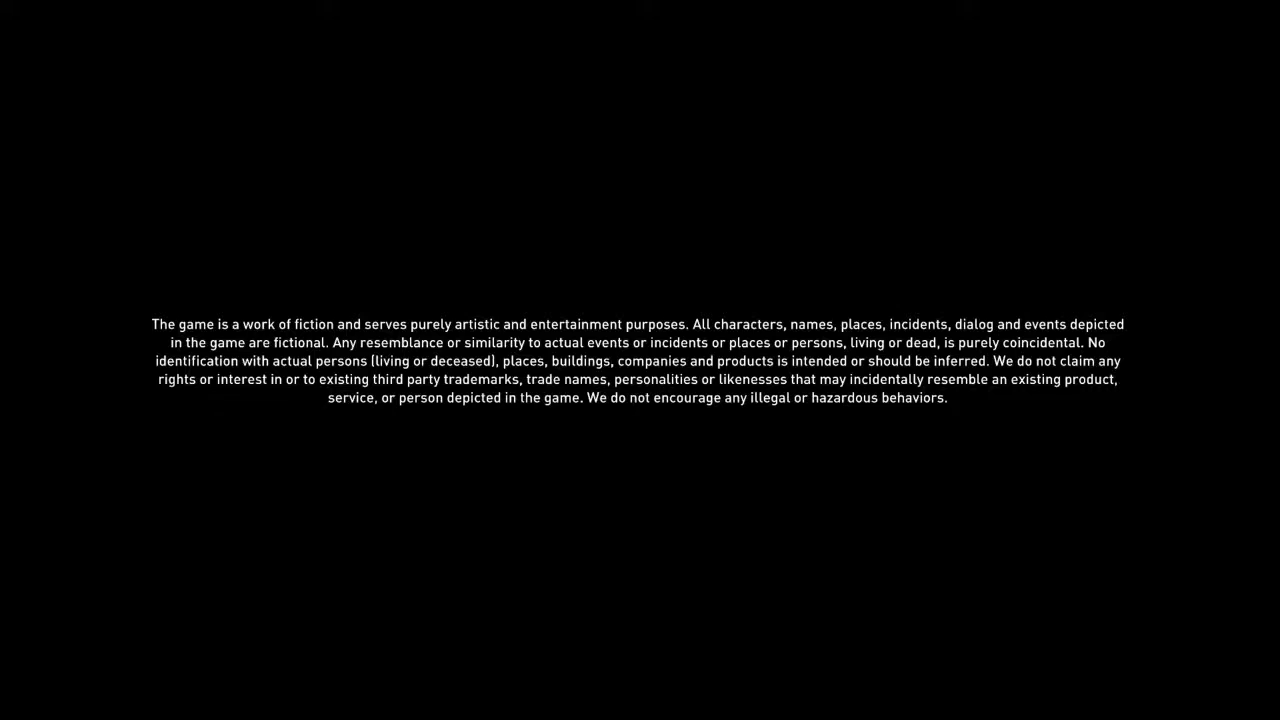 The game is a work of fiction and serves purely artistic and entertainment purposes. All characters, names, places, incidents, dialog and events depicted
in the game are fictional. Any resemblance or similarity to actual events or incidents or places or persons, living or dead, is purely coincidental. No
identification with actual persons (living or deceased), places, buildings, companies and products is intended or should be inferred. We do not claim any
rights or interest in or to existing third party trademarks, trade names, personalities or likenesses that may incidentally resemble an existing product,
service, or person depicted in the game. We do not encourage any illegal or hazardous behaviors.